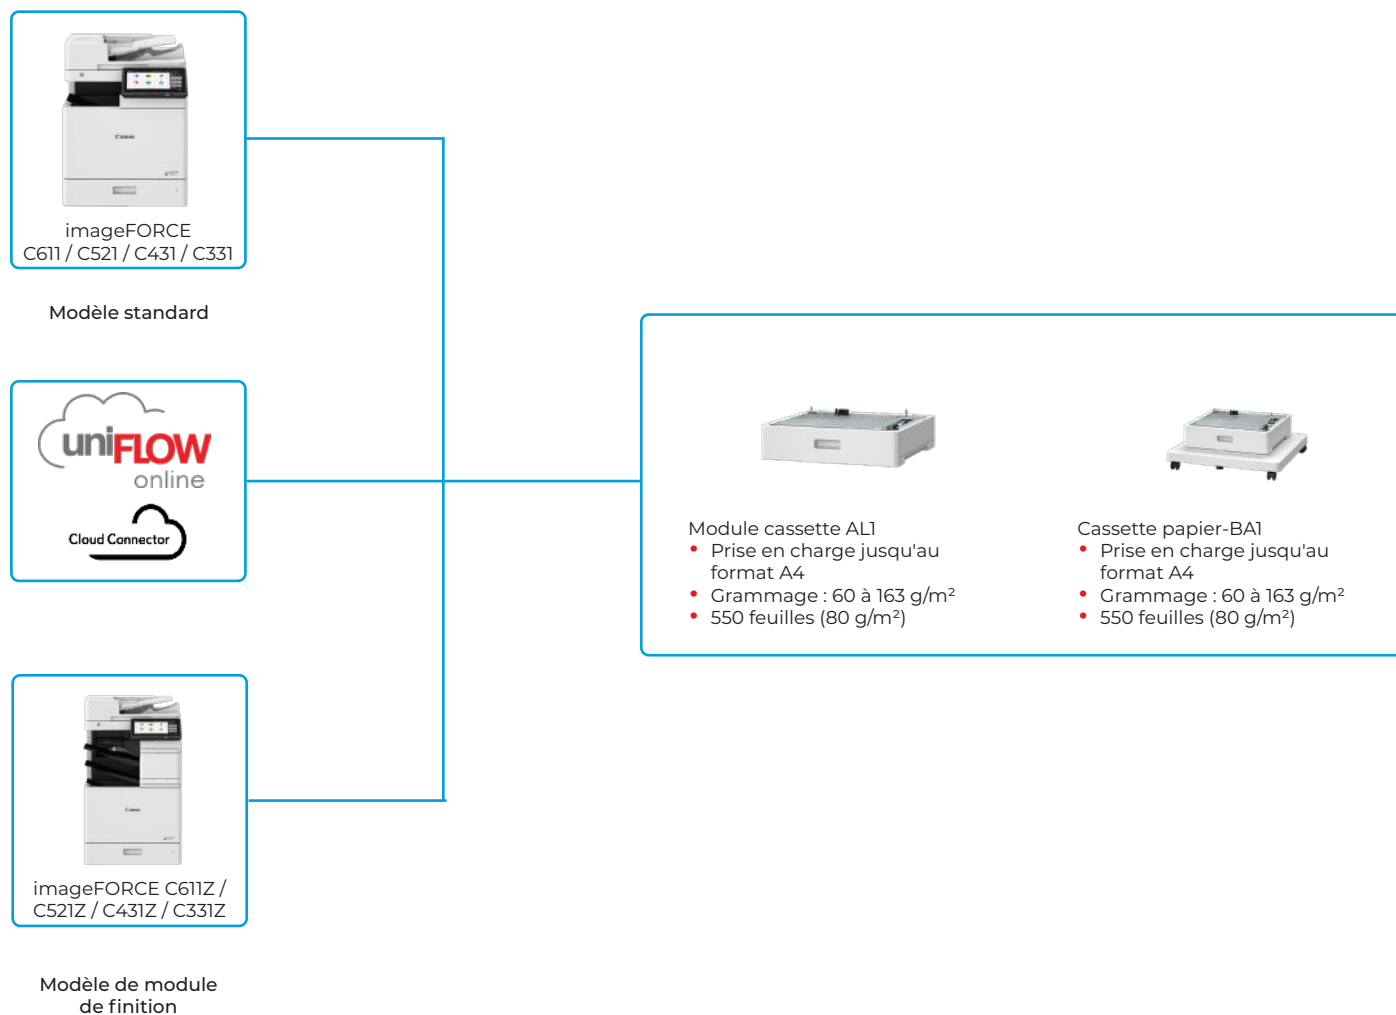 Canon
imageFORCE
C611 / C521 / C431 / C331
Modèle standard
uniFLOW
online
Cloud Connector
Module cassette AL1
• Prise en charge jusqu'au
format A4
• Grammage : 60 à 163 g/m²
• 550 feuilles (80 g/m²)
Cassette papier-BA1
• Prise en charge jusqu'au
format A4
• Grammage : 60 à 163 g/m²
• 550 feuilles (80 g/m²)
Canon
imageFORCE C611Z /
C521Z / C431Z / C331Z
Modèle de module
de finition